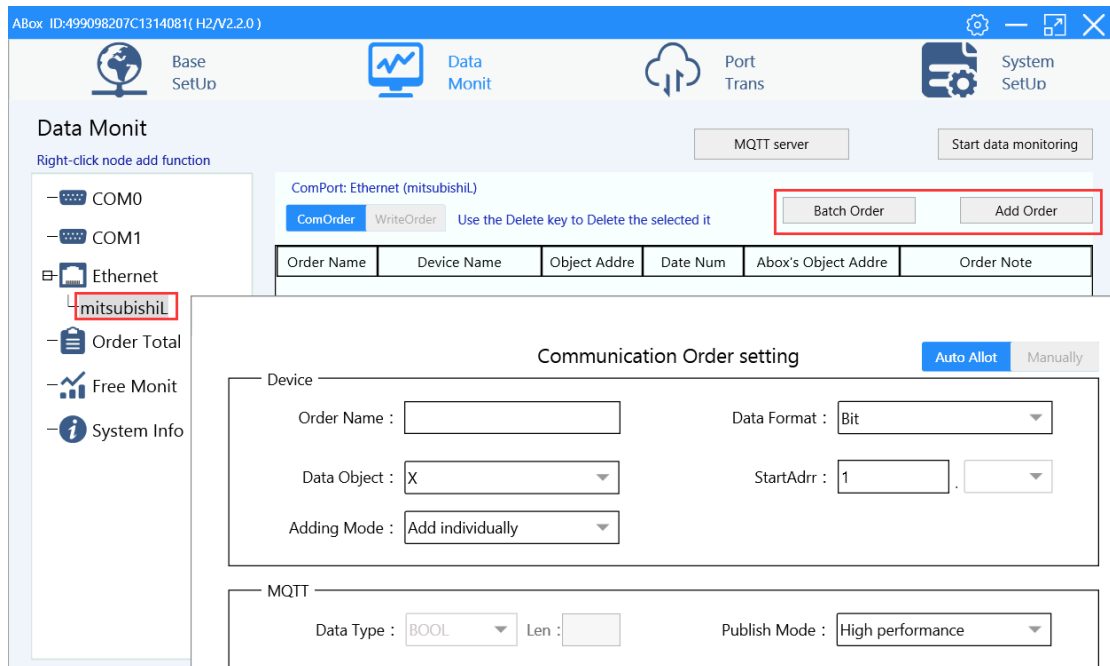 ABox ID:499098207C1314081( H2/V2.2.0 )
Base
SetUp
Data
Monit
Port
Trans
System
SetUp
Data Monit
Right-click node add function
MQTT server
Start data monitoring
COM0
COM1
Ethernet
mitsubishiL
Order Total
Free Monit
System Info
ComPort: Ethernet (mitsubishiL)
ComOrder
WriteOrder
Use the Delete key to Delete the selected it
Batch Order
Add Order
Order Name
Device Name
Object Addre
Date Num
Abox's Object Addre
Order Note
Communication Order setting
Auto Allot
Manually
Device
Order Name :
Data Format : Bit
Data Object : X
StartAdrr : 1 .
Adding Mode : Add individually
MQTT
Data Type : BOOL
Len :
Publish Mode : High performance